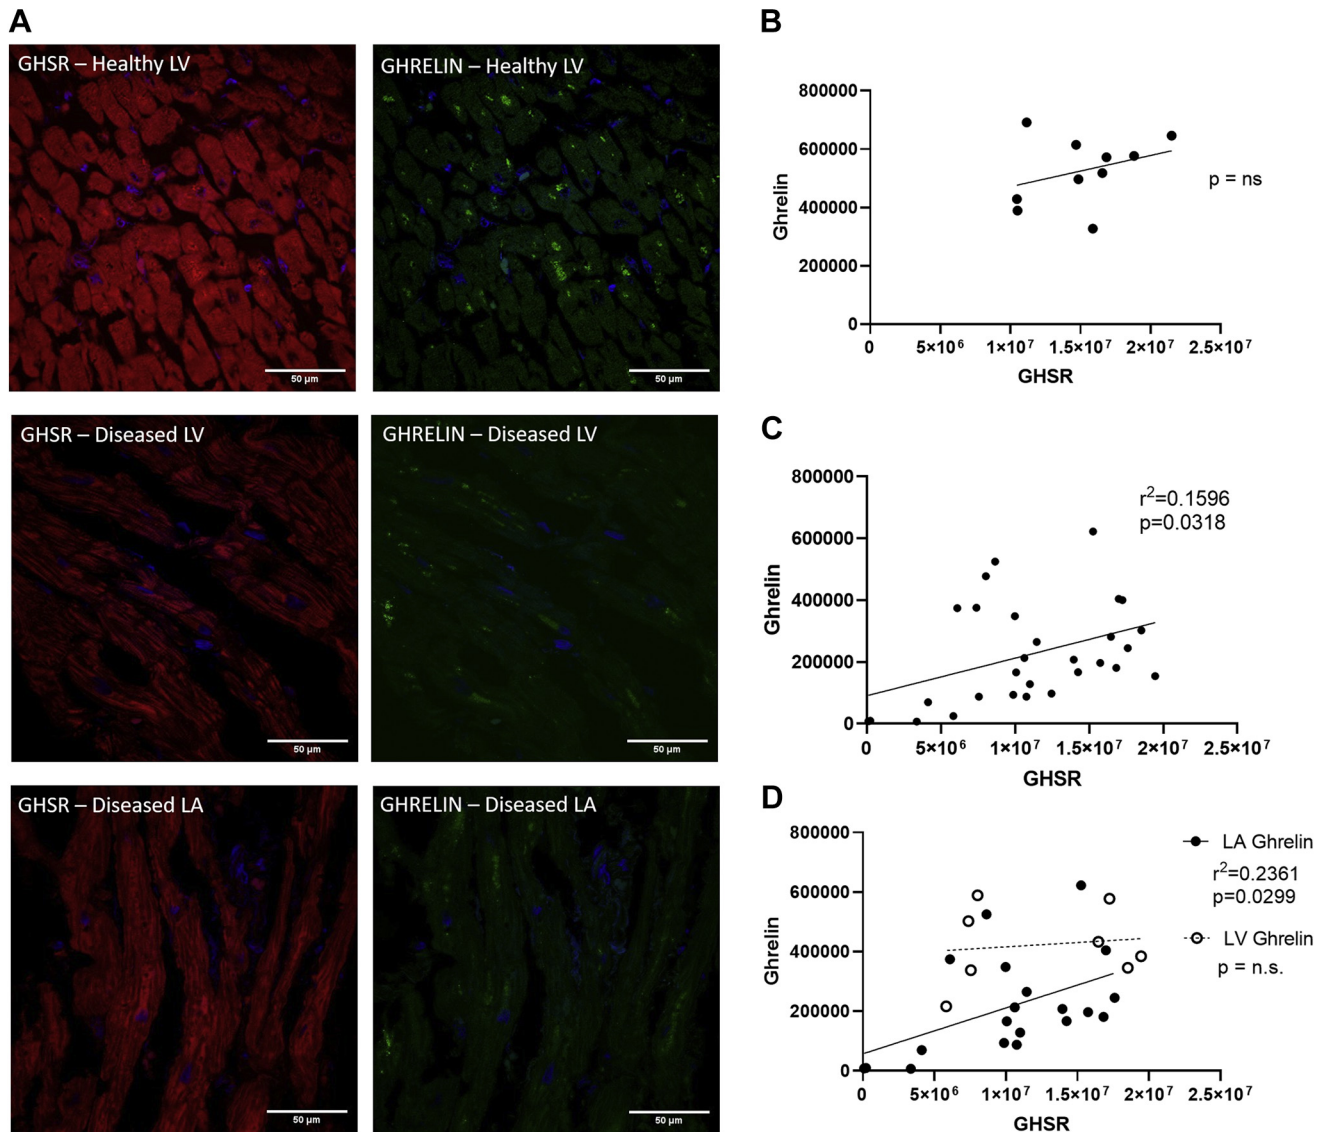 A
GHSR – Healthy LV
50 µm
GHRELIN – Healthy LV
50 µm
GHSR – Diseased LV
50 µm
GHRELIN – Diseased LV
50 µm
GHSR – Diseased LA
50 µm
GHRELIN – Diseased LA
50 µm
B
Ghrelin
800000
600000
400000
200000
0
0 5×10⁶ 1×10⁷ 1.5×10⁷ 2×10⁷ 2.5×10⁷
GHSR
p = ns
C
Ghrelin
800000
600000
400000
200000
0
0 5×10⁶ 1×10⁷ 1.5×10⁷ 2×10⁷ 2.5×10⁷
GHSR
r²=0.1596
p=0.0318
D
Ghrelin
800000
600000
400000
200000
0
0 5×10⁶ 1×10⁷ 1.5×10⁷ 2×10⁷ 2.5×10⁷
GHSR
LA Ghrelin
r²=0.2361
p=0.0299
LV Ghrelin
p = n.s.